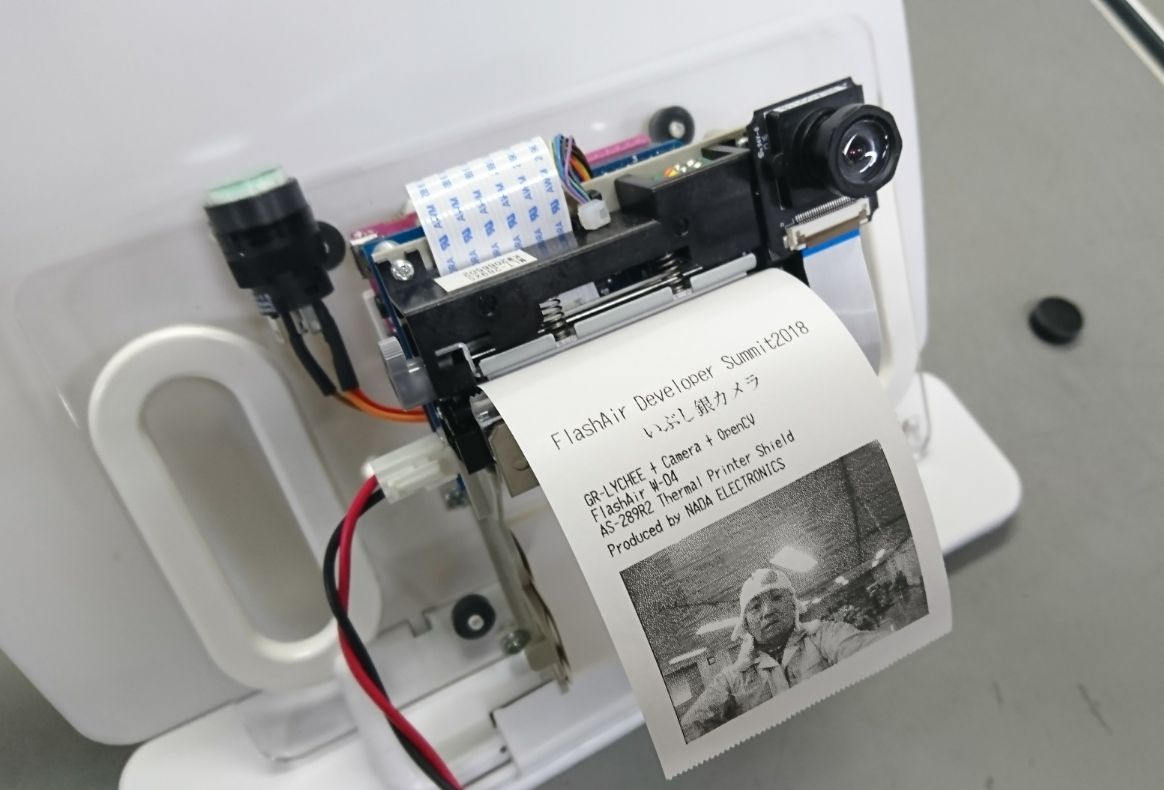 FlashAir Developer Summit2018
いぶし銀カメラ
GR-LYCHEE + Camera + OpenCV
FlashAir W-04
AS-289R2 Thermal Printer Shield
Produced by NADA ELECTRONICS